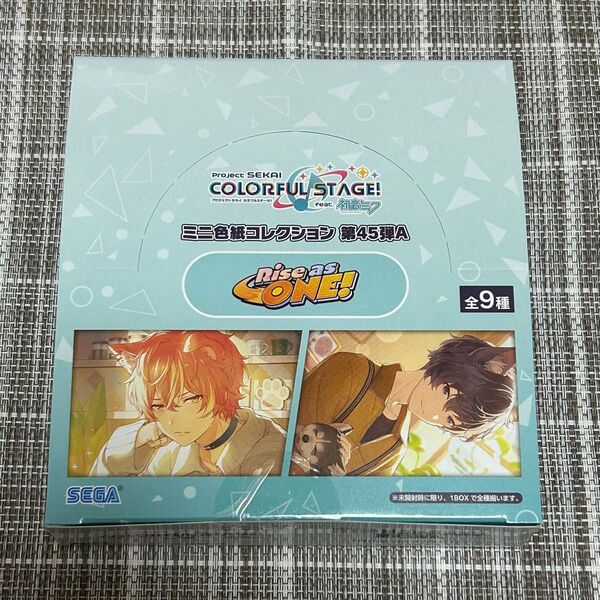 Project SEKAI
COLORFUL STAGE!
プロジェクトセカイ カラフルステージ!
feat. 初音ミク
ミニ色紙コレクション 第45弾A
Rise as
ONE!
全9種
SEGA
※未開封時に限り、1BOXで全種揃います。